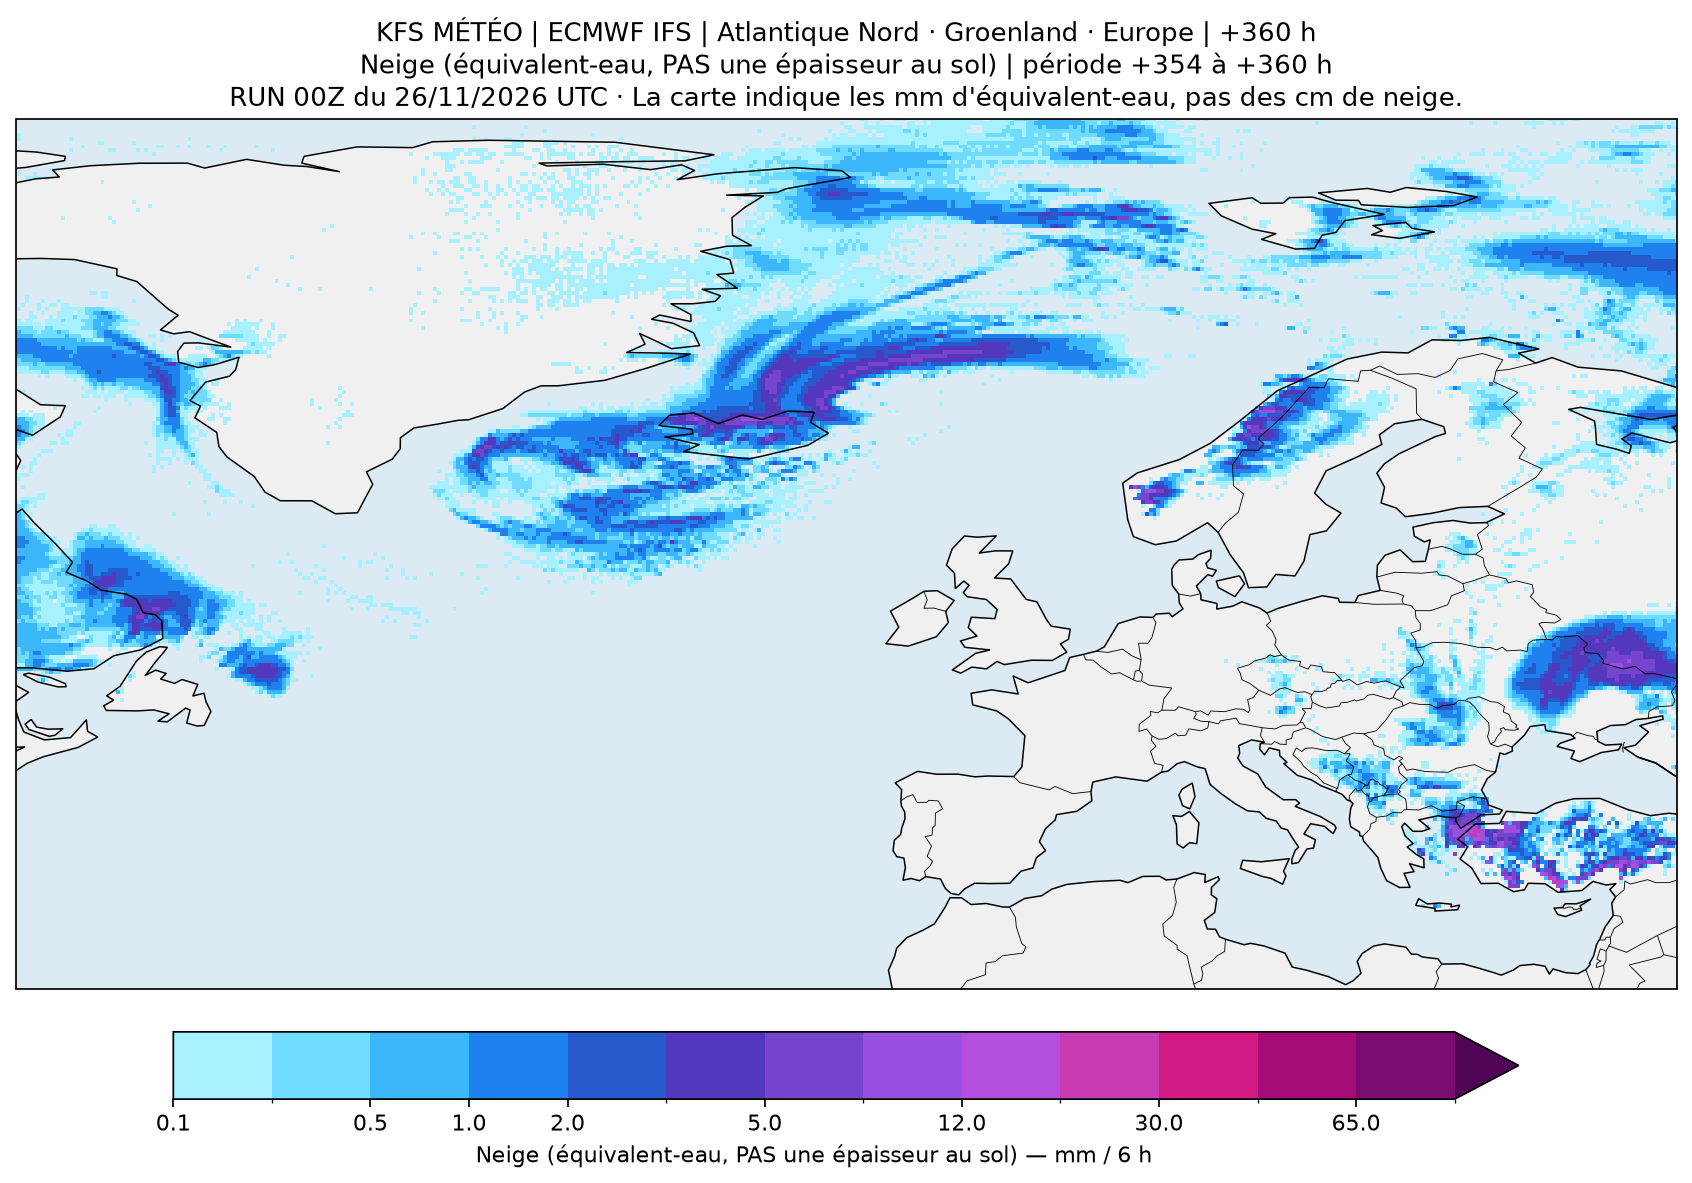 KFS MÉTÉO | ECMWF IFS | Atlantique Nord · Groenland · Europe | +360 h
Neige (équivalent-eau, PAS une épaisseur au sol) | période +354 à +360 h
RUN 00Z du 26/11/2026 UTC · La carte indique les mm d'équivalent-eau, pas des cm de neige.
0.1 0.5 1.0 2.0 5.0 12.0 30.0 65.0
Neige (équivalent-eau, PAS une épaisseur au sol) — mm / 6 h